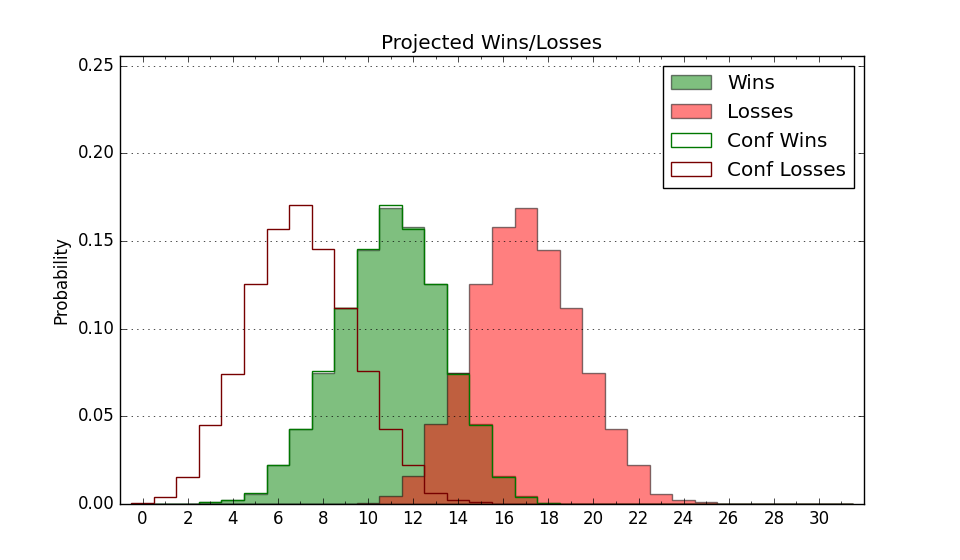 Projected Wins/Losses
0.25
0.20
0.15
0.10
0.05
0.00
Probability
Wins
Losses
Conf Wins
Conf Losses
0 2 4 6 8 10 12 14 16 18 20 22 24 26 28 30